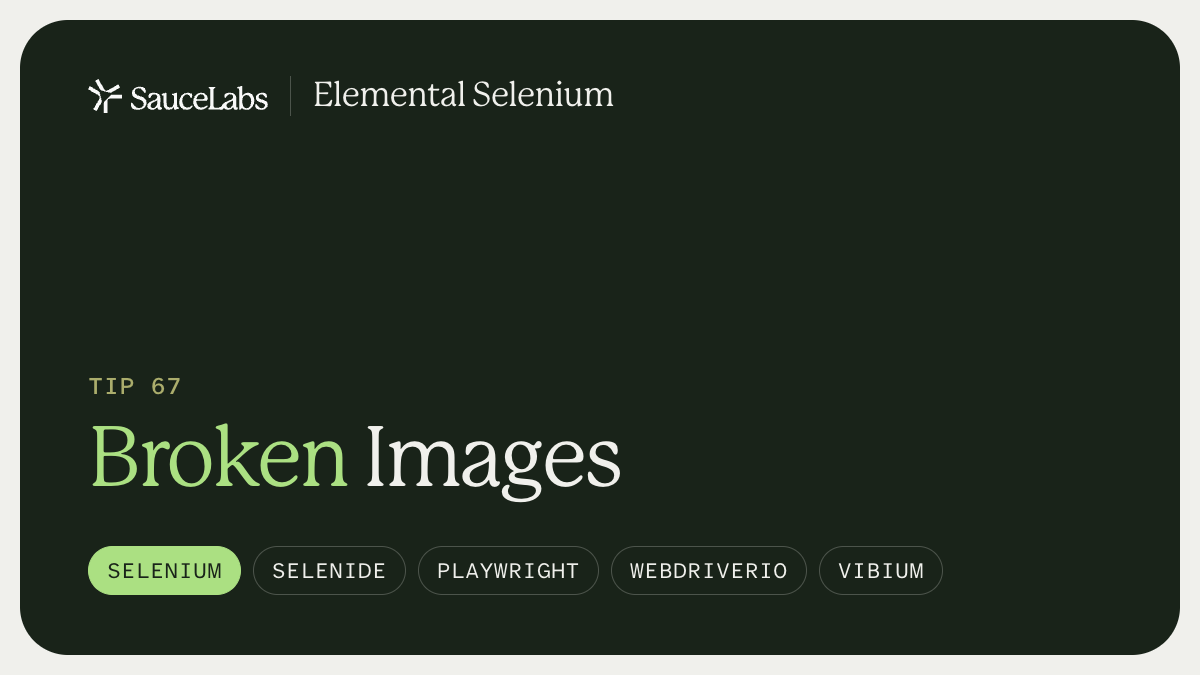 SauceLabs Elemental Selenium
TIP 67
Broken Images
SELENIUM SELENIDE PLAYWRIGHT WEBDRIVERIO VIBIUM